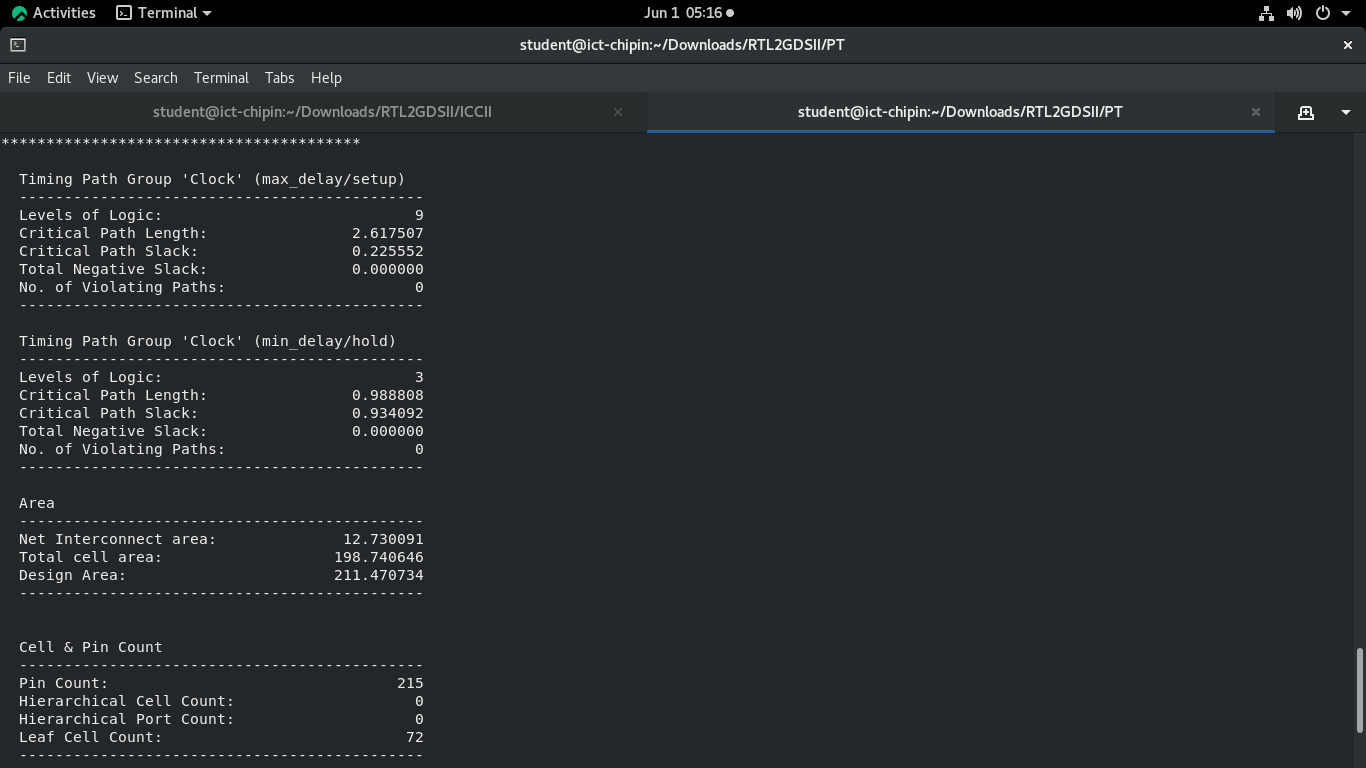 Activities Terminal Jun 1 05:16
student@ict-chipin:~/Downloads/RTL2GDSII/PT
File Edit View Search Terminal Tabs Help
student@ict-chipin:~/Downloads/RTL2GDSII/ICCII student@ict-chipin:~/Downloads/RTL2GDSII/PT
****************************************
Timing Path Group 'Clock' (max_delay/setup)
---------------------------------------------
Levels of Logic: 9
Critical Path Length: 2.617507
Critical Path Slack: 0.225552
Total Negative Slack: 0.000000
No. of Violating Paths: 0
---------------------------------------------
Timing Path Group 'Clock' (min_delay/hold)
---------------------------------------------
Levels of Logic: 3
Critical Path Length: 0.988808
Critical Path Slack: 0.934092
Total Negative Slack: 0.000000
No. of Violating Paths: 0
---------------------------------------------
Area
---------------------------------------------
Net Interconnect area: 12.730091
Total cell area: 198.740646
Design Area: 211.470734
---------------------------------------------
Cell & Pin Count
---------------------------------------------
Pin Count: 215
Hierarchical Cell Count: 0
Hierarchical Port Count: 0
Leaf Cell Count: 72
---------------------------------------------